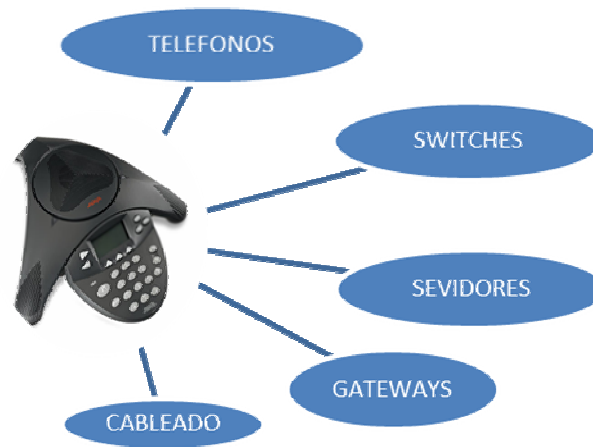 TELEFONOS
SWITCHES
SEVIDORES
GATEWAYS
CABLEADO